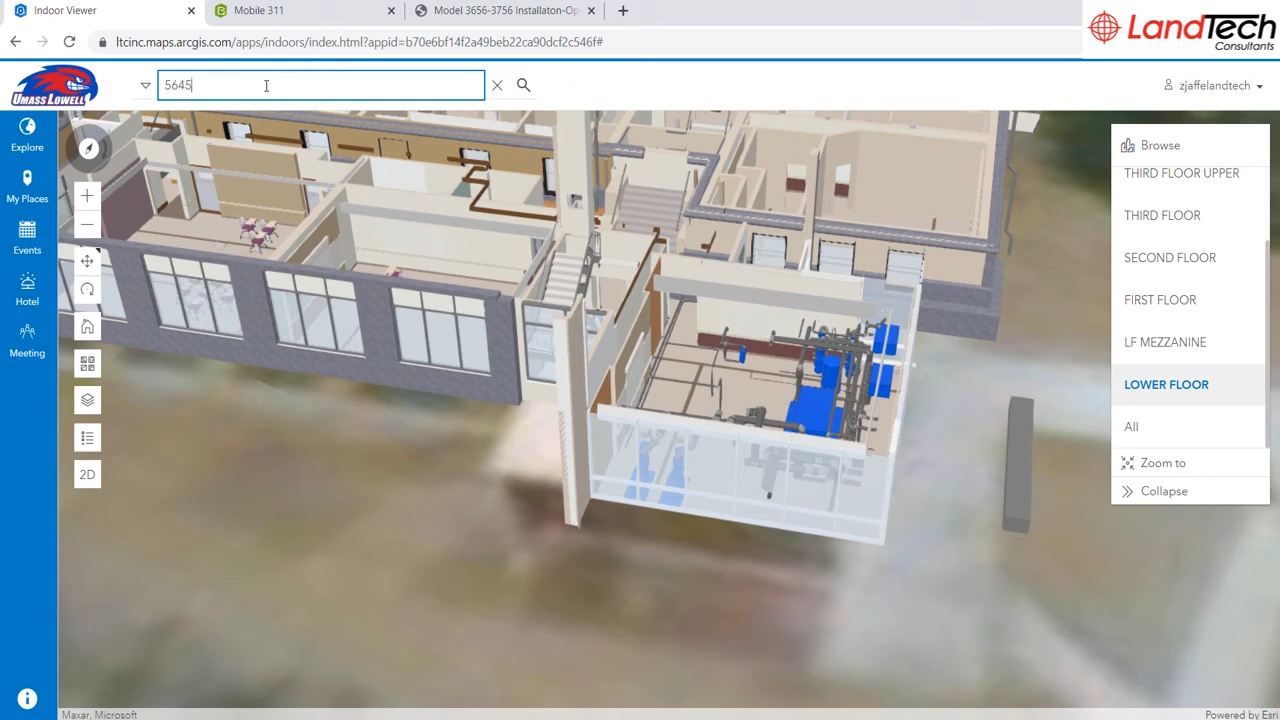 Indoor Viewer
Mobile 311
Model 3656-3756 Installaton-Op
LandTech
Consultants
ltcinc.maps.arcgis.com/apps/indoors/index.html?appid=b70e6bf14f2a49beb22ca90dcf2c546f#
UMASS LOWELL
5645
zjaffelandtech
Explore
My Places
Events
Hotel
Meeting
2D
Browse
THIRD FLOOR UPPER
THIRD FLOOR
SECOND FLOOR
FIRST FLOOR
LF MEZZANINE
LOWER FLOOR
All
Zoom to
Collapse
Maxar, Microsoft
Powered by Esri